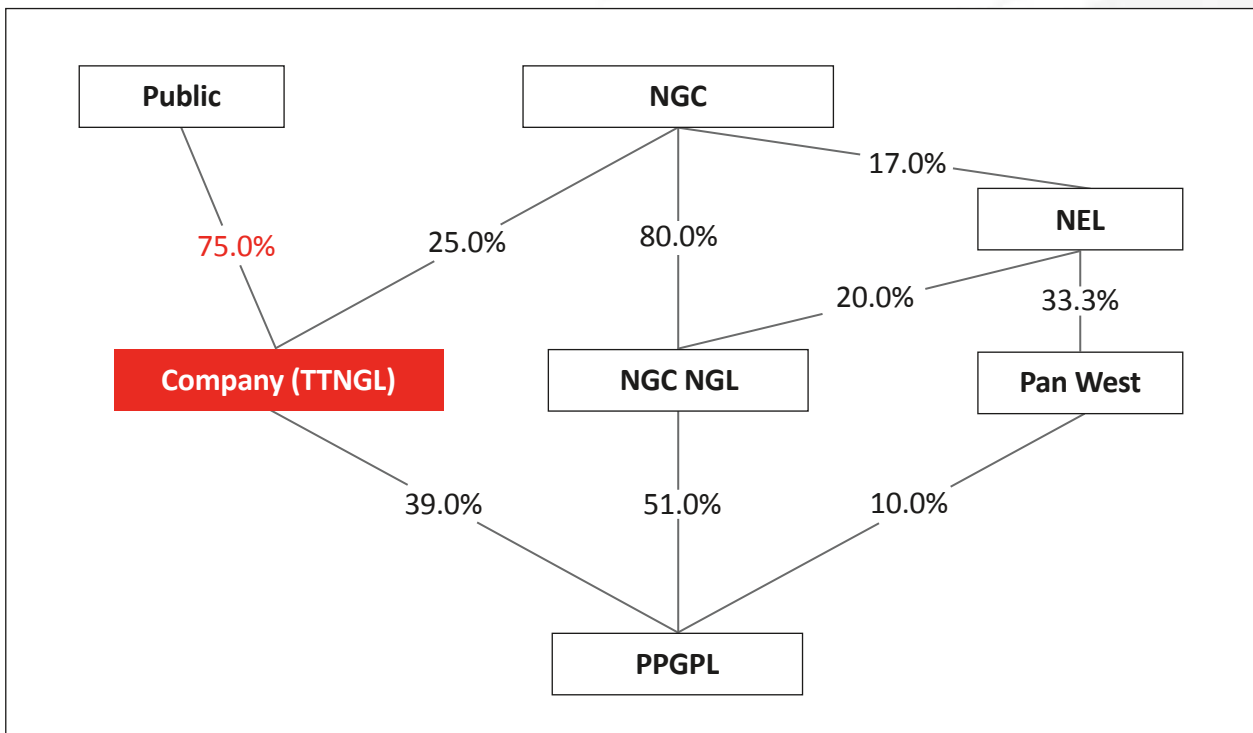 Public
NGC
17.0%
NEL
75.0%
25.0%
80.0%
20.0%
33.3%
Company (TTNGL)
NGC NGL
Pan West
39.0%
51.0%
10.0%
PPGPL